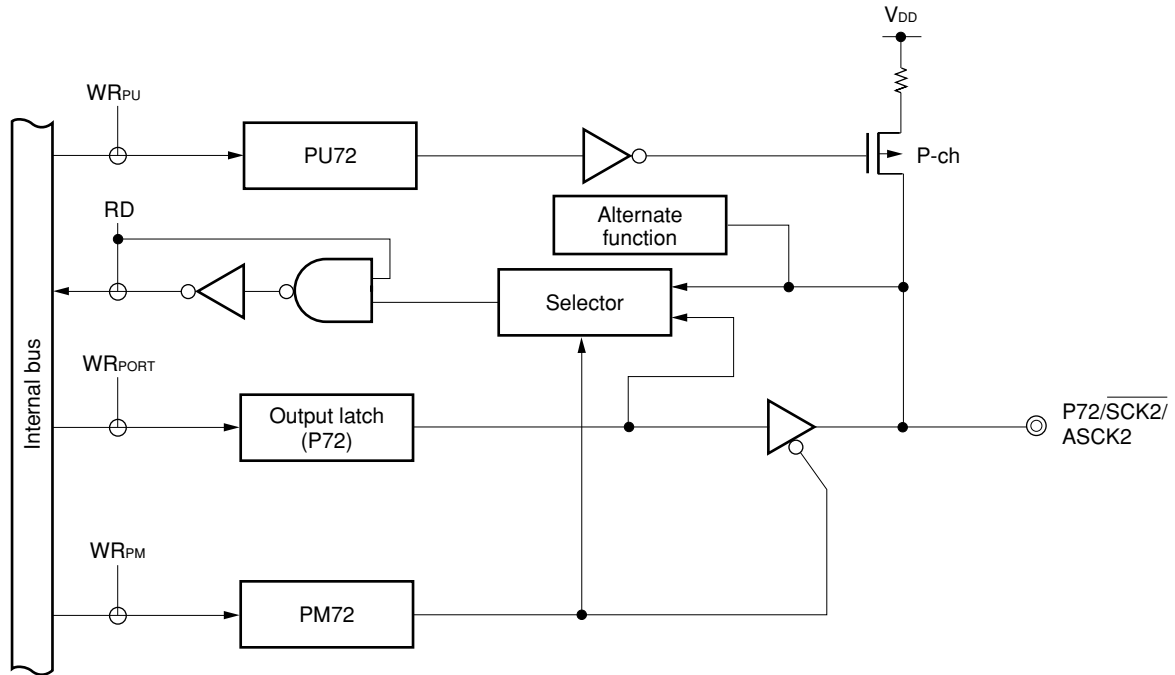 VDD
WRPU
PU72
P-ch
RD
Alternate
function
Selector
WRPORT
Internal bus
Output latch
(P72)
P72/SCK2/
ASCK2
WRPM
PM72